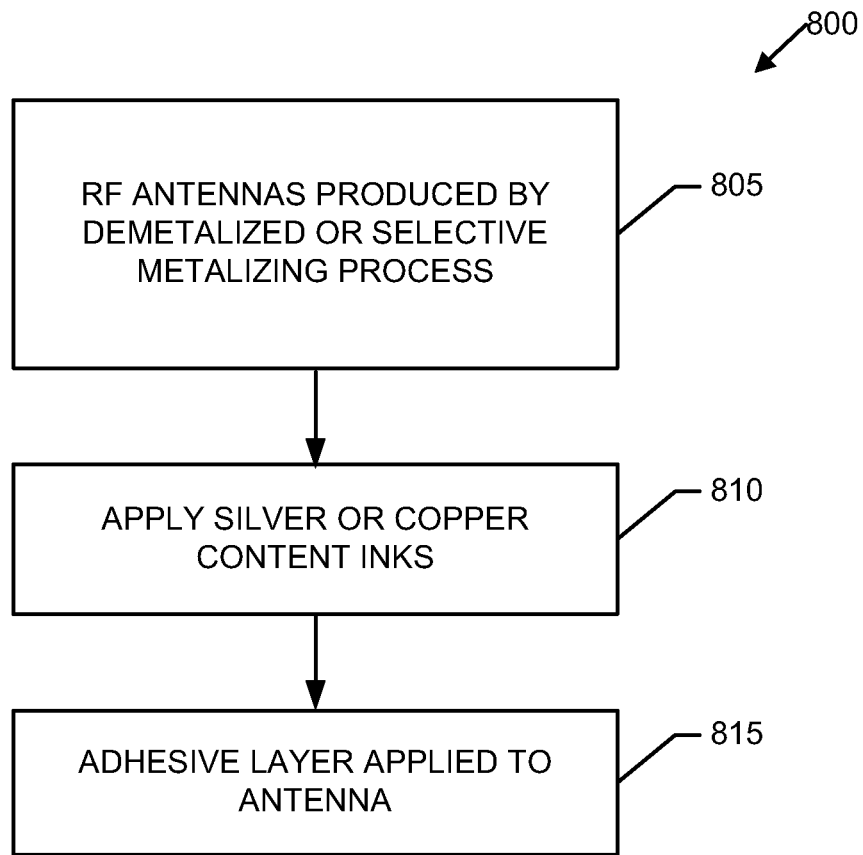 800
RF ANTENNAS PRODUCED BY
DEMETALIZED OR SELECTIVE
METALIZING PROCESS
805
APPLY SILVER OR COPPER
CONTENT INKS
810
ADHESIVE LAYER APPLIED TO
ANTENNA
815